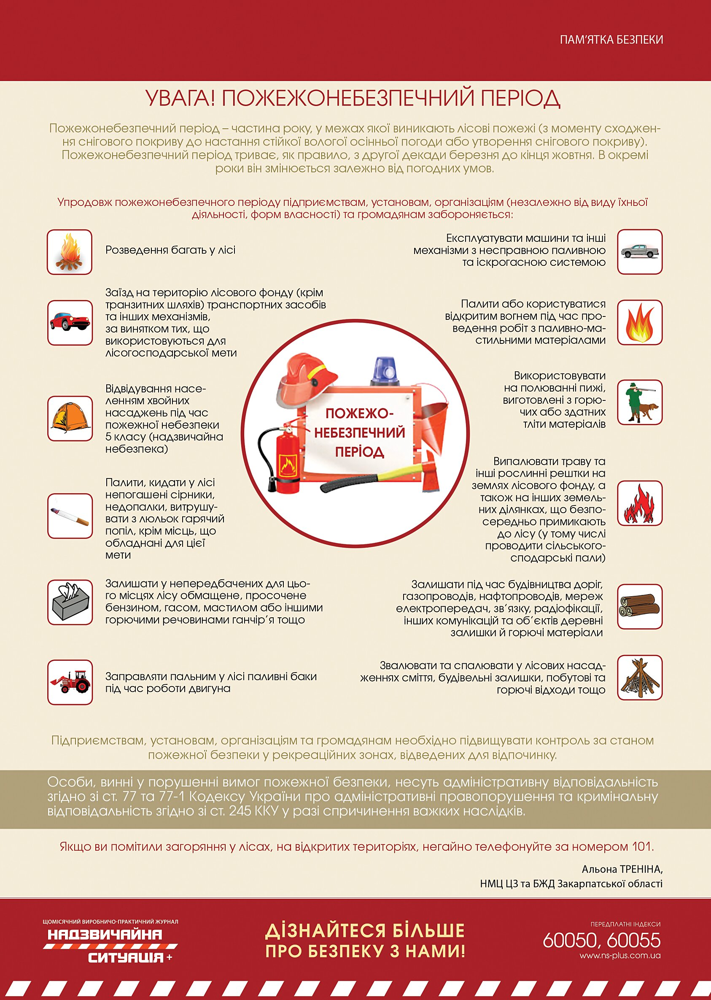 ПАМ'ЯТКА БЕЗПЕКИ
УВАГА! ПОЖЕЖОНЕБЕЗПЕЧНИЙ ПЕРІОД
Пожежонебезпечний період – частина року, у межах якої виникають лісові пожежі (з моменту сходжен-
ня снігового покриву до настання стійкої вологої осінньої погоди або утворення снігового покриву).
Пожежонебезпечний період триває, як правило, з другої декади березня до кінця жовтня. В окремі
роки він змінюється залежно від погодних умов.
Упродовж пожежонебезпечного періоду підприємствам, установам, організаціям (незалежно від виду їхньої
діяльності, форм власності) та громадянам забороняється:
Розведення багать у лісі
Заїзд на територію лісового фонду (крім
транзитних шляхів) транспортних засобів
та інших механізмів,
за винятком тих, що
використовуються для
лісогосподарської мети
Відвідування насе-
ленням хвойних
насаджень під час
пожежної небезпеки
5 класу (надзвичайна
небезпека)
Палити, кидати у лісі
непогашені сірники,
недопалки, витрушу-
вати з люльок гарячий
попіл, крім місць, що
обладнані для цієї
мети
Залишати у непередбачених для цьо-
го місцях лісу обмащене, просочене
бензином, гасом, мастилом або іншими
горючими речовинами ганчір'я тощо
Заправляти пальним у лісі паливні баки
під час роботи двигуна
ПОЖЕЖО-
НЕБЕЗПЕЧНИЙ
ПЕРІОД
Експлуатувати машини та інші
механізми з несправною паливною
та іскрогасною системою
Палити або користуватися
відкритим вогнем під час про-
ведення робіт з паливно-ма-
стильними матеріалами
Використовувати
на полюванні пижі,
виготовлені з горю-
чих або здатних
тліти матеріалів
Випалювати траву та
інші рослинні рештки на
землях лісового фонду, а
також на інших земель-
них ділянках, що безпо-
середньо примикають
до лісу (у тому числі
проводити сільського-
сподарські пали)
Залишати під час будівництва доріг,
газопроводів, нафтопроводів, мереж
електропередач, зв'язку, радіофікації,
інших комунікацій та об'єктів деревні
залишки й горючі матеріали
Звалювати та спалювати у лісових насад-
женнях сміття, будівельні залишки, побутові та
горючі відходи тощо
Підприємствам, установам, організаціям та громадянам необхідно підвищувати контроль за станом
пожежної безпеки у рекреаційних зонах, відведених для відпочинку.
Особи, винні у порушенні вимог пожежної безпеки, несуть адміністративну відповідальність
згідно зі ст. 77 та 77-1 Кодексу України про адміністративні правопорушення та кримінальну
відповідальність згідно зі ст. 245 ККУ у разі спричинення важких наслідків.
Якщо ви помітили загоряння у лісах, на відкритих територіях, негайно телефонуйте за номером 101.
Альона ТРЕНІНА,
НМЦ ЦЗ та БЖД Закарпатської області
ЩОМІСЯЧНИЙ ВИРОБНИЧО-ПРАКТИЧНИЙ ЖУРНАЛ
НАДЗВИЧАЙНА
СИТУАЦІЯ +
ДІЗНАЙТЕСЯ БІЛЬШЕ
ПРО БЕЗПЕКУ З НАМИ!
ПЕРЕДПЛАТНІ ІНДЕКСИ
60050, 60055
www.ns-plus.com.ua